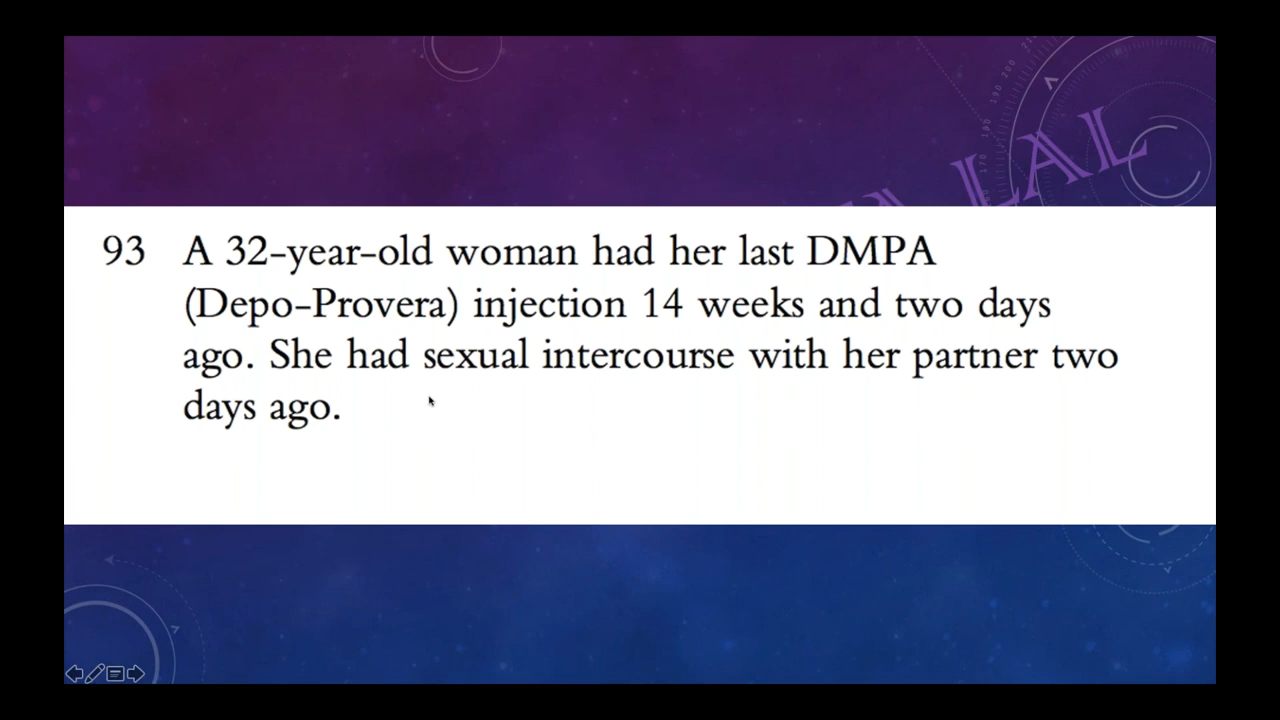 LAL
93 A 32-year-old woman had her last DMPA
(Depo-Provera) injection 14 weeks and two days
ago. She had sexual intercourse with her partner two
days ago.